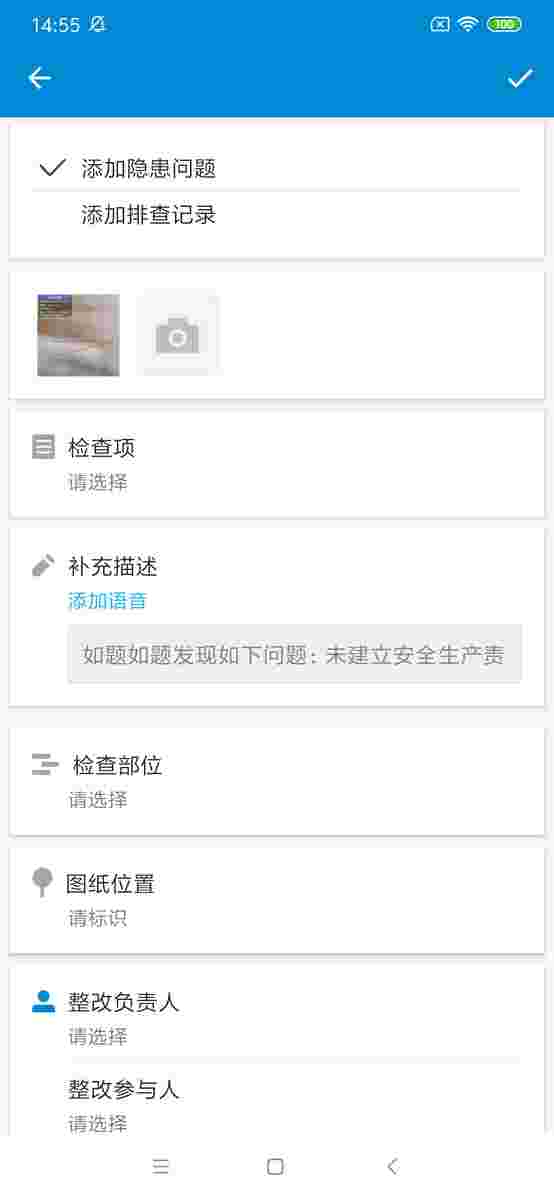 14:55
100
添加隐患问题
添加排查记录
检查项
请选择
补充描述
添加语音
如题如题发现如下问题：未建立安全生产责
检查部位
请选择
图纸位置
请标识
整改负责人
请选择
整改参与人
请选择